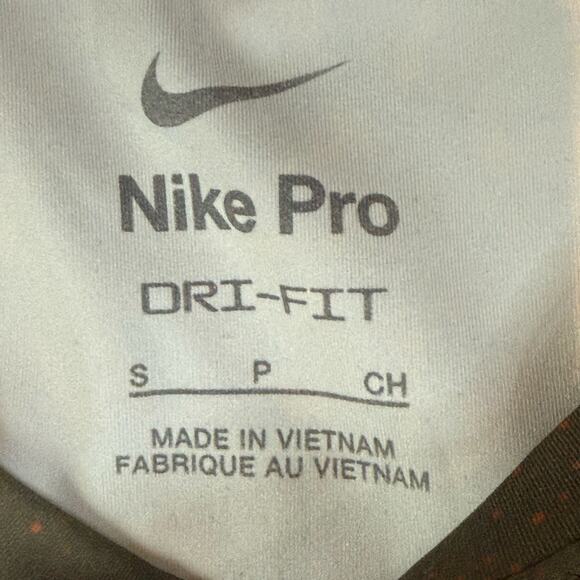 Nike Pro
DRI-FIT
S P CH
MADE IN VIETNAM
FABRIQUE AU VIETNAM